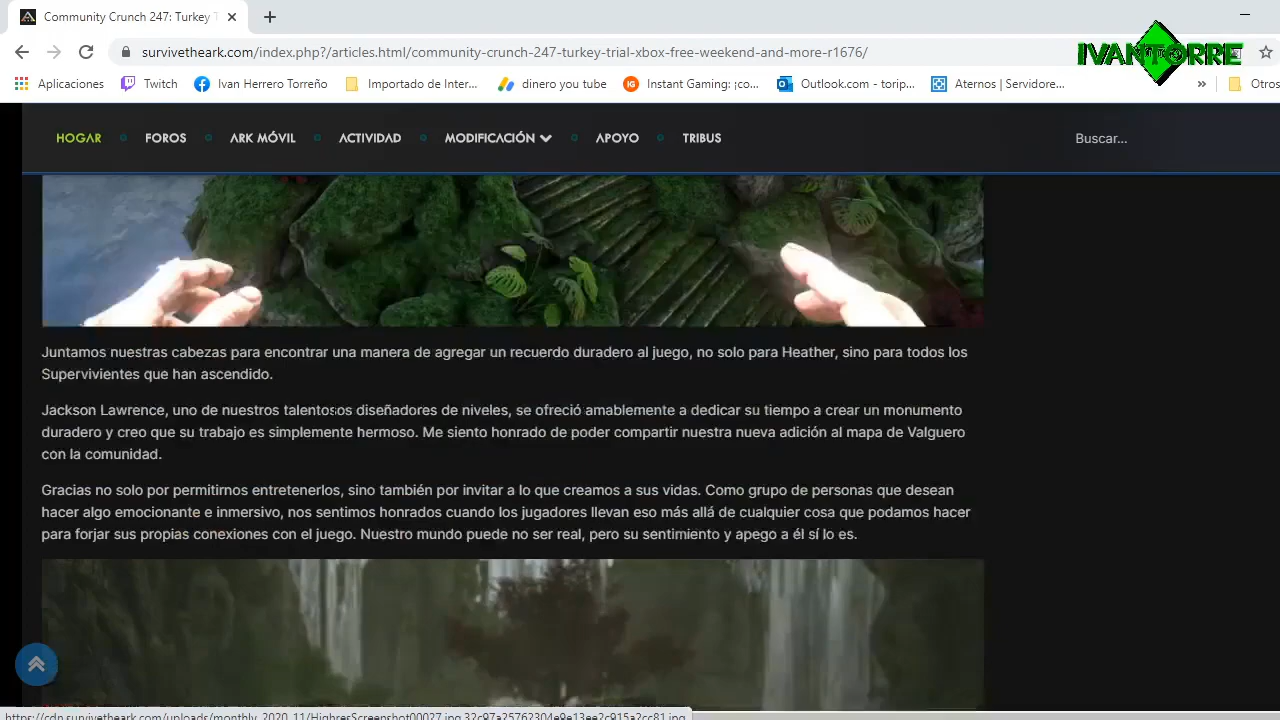 Community Crunch 247: Turkey T
survivetheark.com/index.php?/articles.html/community-crunch-247-turkey-trial-xbox-free-weekend-and-more-r1676/
IVANTORRE
Aplicaciones Twitch Ivan Herrero Torreño Importado de Inter... dinero you tube Instant Gaming: ¡co... Outlook.com - torip... Aternos | Servidore... » Otros
HOGAR FOROS ARK MÓVIL ACTIVIDAD MODIFICACIÓN APOYO TRIBUS Buscar...
Juntamos nuestras cabezas para encontrar una manera de agregar un recuerdo duradero al juego, no solo para Heather, sino para todos los
Supervivientes que han ascendido.
Jackson Lawrence, uno de nuestros talentosos diseñadores de niveles, se ofreció amablemente a dedicar su tiempo a crear un monumento
duradero y creo que su trabajo es simplemente hermoso. Me siento honrado de poder compartir nuestra nueva adición al mapa de Valguero
con la comunidad.
Gracias no solo por permitirnos entretenerlos, sino también por invitar a lo que creamos a sus vidas. Como grupo de personas que desean
hacer algo emocionante e inmersivo, nos sentimos honrados cuando los jugadores llevan eso más allá de cualquier cosa que podamos hacer
para forjar sus propias conexiones con el juego. Nuestro mundo puede no ser real, pero su sentimiento y apego a él sí lo es.